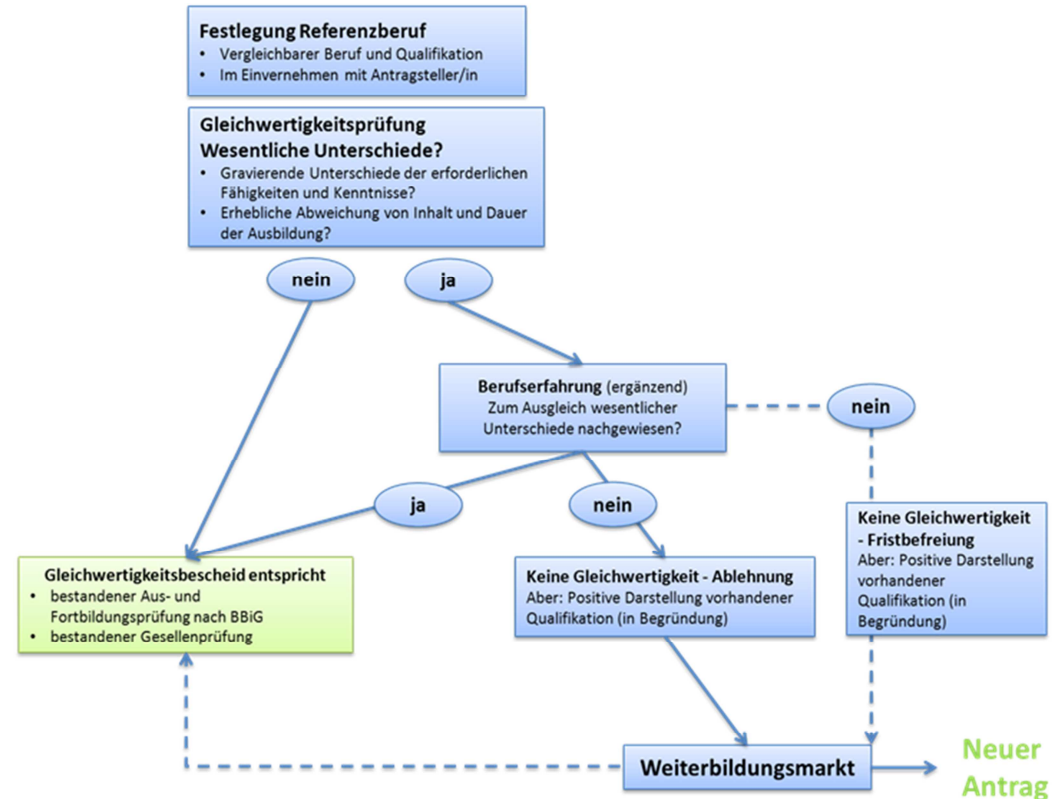 Festlegung Referenzberuf
• Vergleichbarer Beruf und Qualifikation
• Im Einvernehmen mit Antragsteller/in
Gleichwertigkeitsprüfung
Wesentliche Unterschiede?
• Gravierende Unterschiede der erforderlichen
Fähigkeiten und Kenntnisse?
• Erhebliche Abweichung von Inhalt und Dauer
der Ausbildung?
nein
ja
Berufserfahrung (ergänzend)
Zum Ausgleich wesentlicher
Unterschiede nachgewiesen?
nein
ja
nein
Keine Gleichwertigkeit
- Fristbefreiung
Aber: Positive Darstellung
vorhandener
Qualifikation (in
Begründung)
Gleichwertigkeitsbescheid entspricht
• bestandener Aus- und
Fortbildungsprüfung nach BBiG
• bestandener Gesellenprüfung
Keine Gleichwertigkeit - Ablehnung
Aber: Positive Darstellung vorhandener
Qualifikation (in Begründung)
Weiterbildungsmarkt
Neuer
Antrag